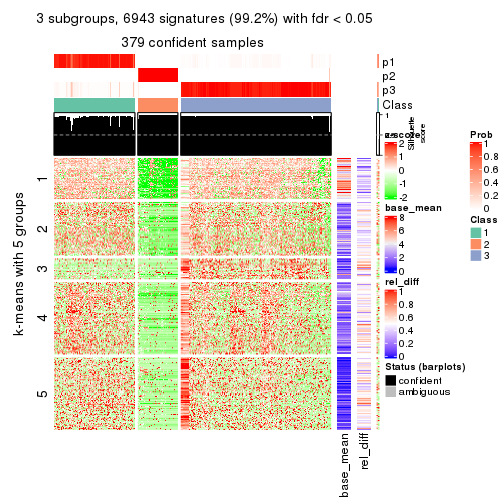 3 subgroups, 6943 signatures (99.2%) with fdr < 0.05
379 confident samples
p1
p2
p3
Class
1
Silhouette
score
k-means with 5 groups
1
2
3
4
5
base_mean
rel_diff
z-score
2
1
0
-1
-2
base_mean
8
6
4
2
0
rel_diff
1
0.8
0.6
0.4
0.2
0
Status (barplots)
confident
ambiguous
Prob
1
0.8
0.6
0.4
0.2
0
Class
1
2
3